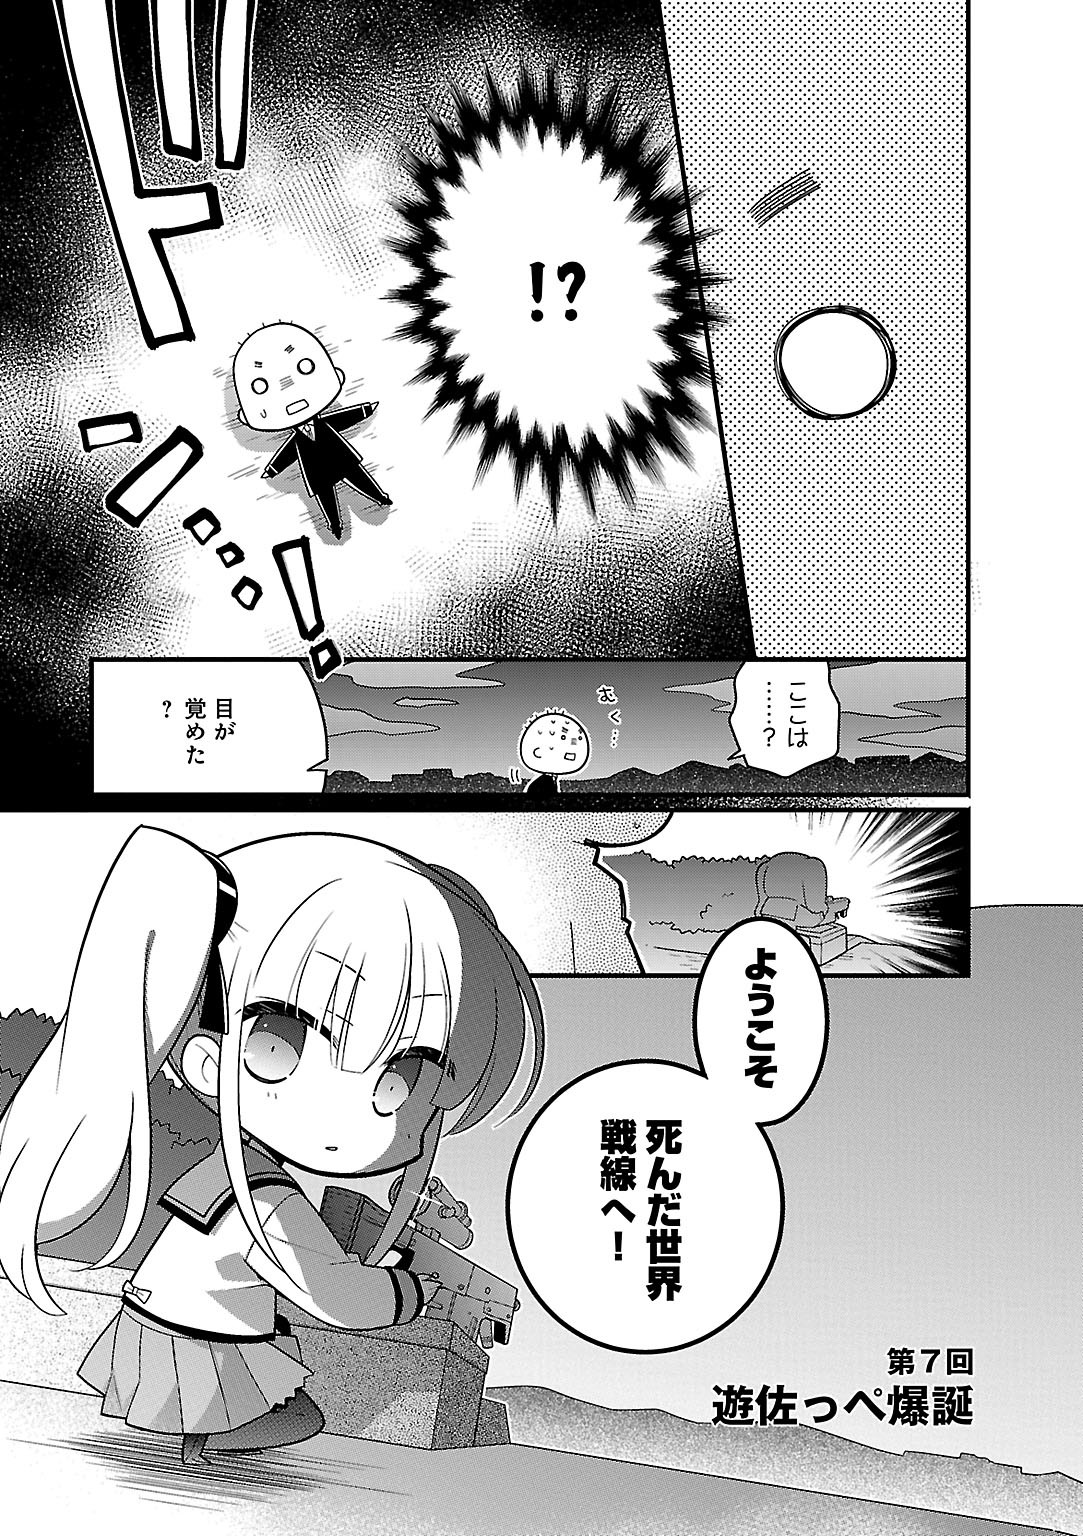 !?
ドーン…!
ここは
……?
むく…
目が
覚めた
?
ようこそ
死んだ世界
戦線へ!
第7回
遊佐っぺ爆誕